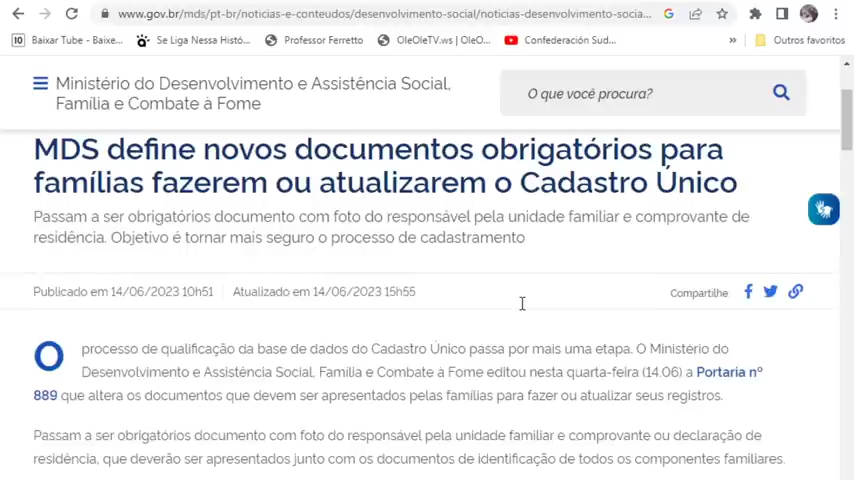 www.gov.br/mds/pt-br/noticias-e-conteudos/desenvolvimento-social/noticias-desenvolvimento-socia...
Baixar Tube - Baixe...
Se Liga Nessa Histó...
Professor Ferretto
OleOleTV.ws | OleO...
Confederación Sud...
»
Outros favoritos
Ministério do Desenvolvimento e Assistência Social,
Família e Combate à Fome
O que você procura?
MDS define novos documentos obrigatórios para
famílias fazerem ou atualizarem o Cadastro Único
Passam a ser obrigatórios documento com foto do responsável pela unidade familiar e comprovante de
residência. Objetivo é tornar mais seguro o processo de cadastramento
Publicado em 14/06/2023 10h51 Atualizado em 14/06/2023 15h55
Compartilhe:
O processo de qualificação da base de dados do Cadastro Único passa por mais uma etapa. O Ministério do
Desenvolvimento e Assistência Social, Família e Combate à Fome editou nesta quarta-feira (14.06) a Portaria nº
889 que altera os documentos que devem ser apresentados pelas famílias para fazer ou atualizar seus registros.
Passam a ser obrigatórios documento com foto do responsável pela unidade familiar e comprovante ou declaração de
residência, que deverão ser apresentados junto com os documentos de identificação de todos os componentes familiares.